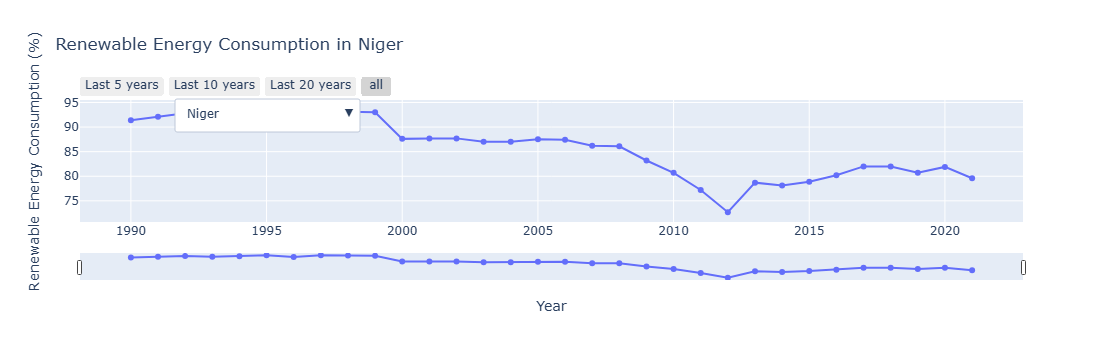 Renewable Energy Consumption in Niger
Last 5 years
Last 10 years
Last 20 years
all
Niger
▼
Renewable Energy Consumption (%)
95
90
85
80
75
1990
1995
2000
2005
2010
2015
2020
Year